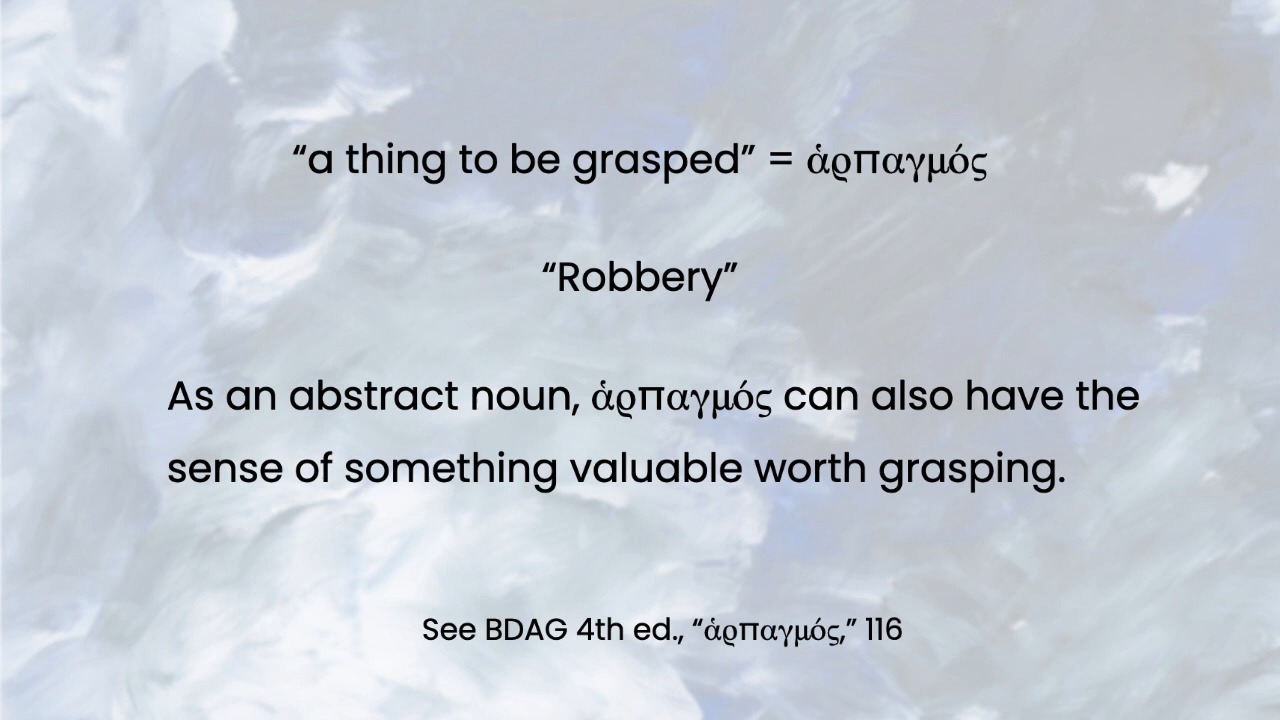 “a thing to be grasped” = ἁρπαγμός
“Robbery”
As an abstract noun, ἁρπαγμός can also have the
sense of something valuable worth grasping.
See BDAG 4th ed., “ἁρπαγμός,” 116